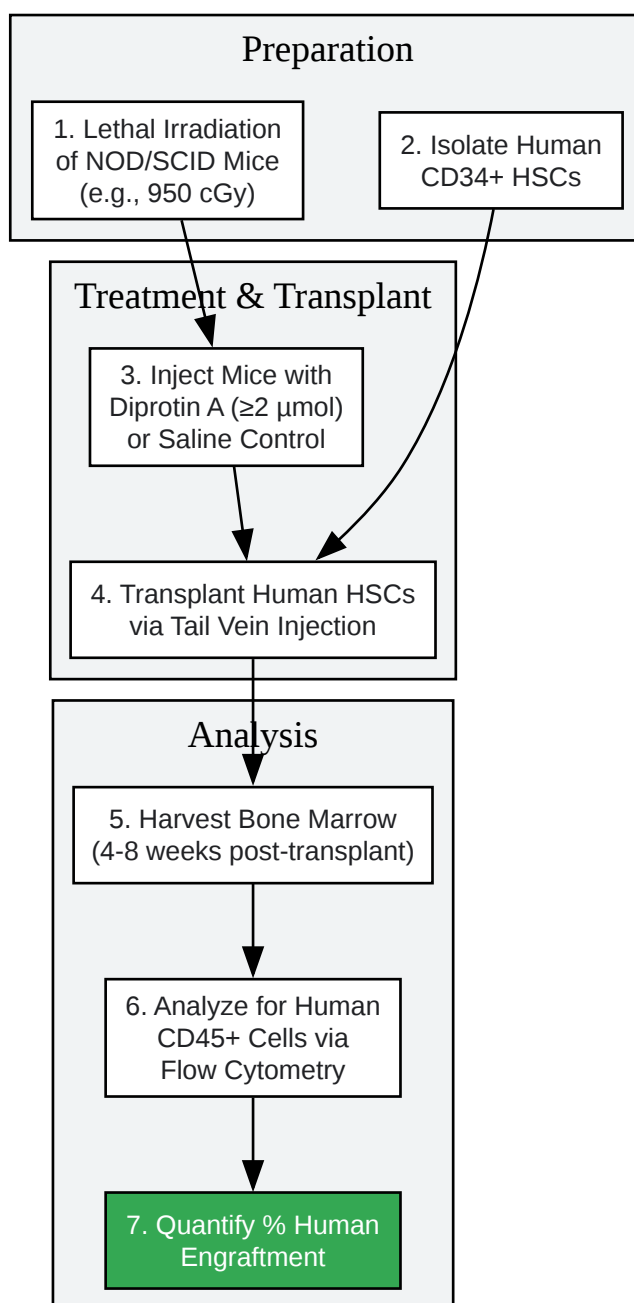 Preparation
1. Lethal Irradiation
of NOD/SCID Mice
(e.g., 950 cGy)
2. Isolate Human
CD34+ HSCs
Treatment & Transplant
3. Inject Mice with
Diprotin A (≥2 µmol)
or Saline Control
4. Transplant Human HSCs
via Tail Vein Injection
Analysis
5. Harvest Bone Marrow
(4-8 weeks post-transplant)
6. Analyze for Human
CD45+ Cells via
Flow Cytometry
7. Quantify % Human
Engraftment